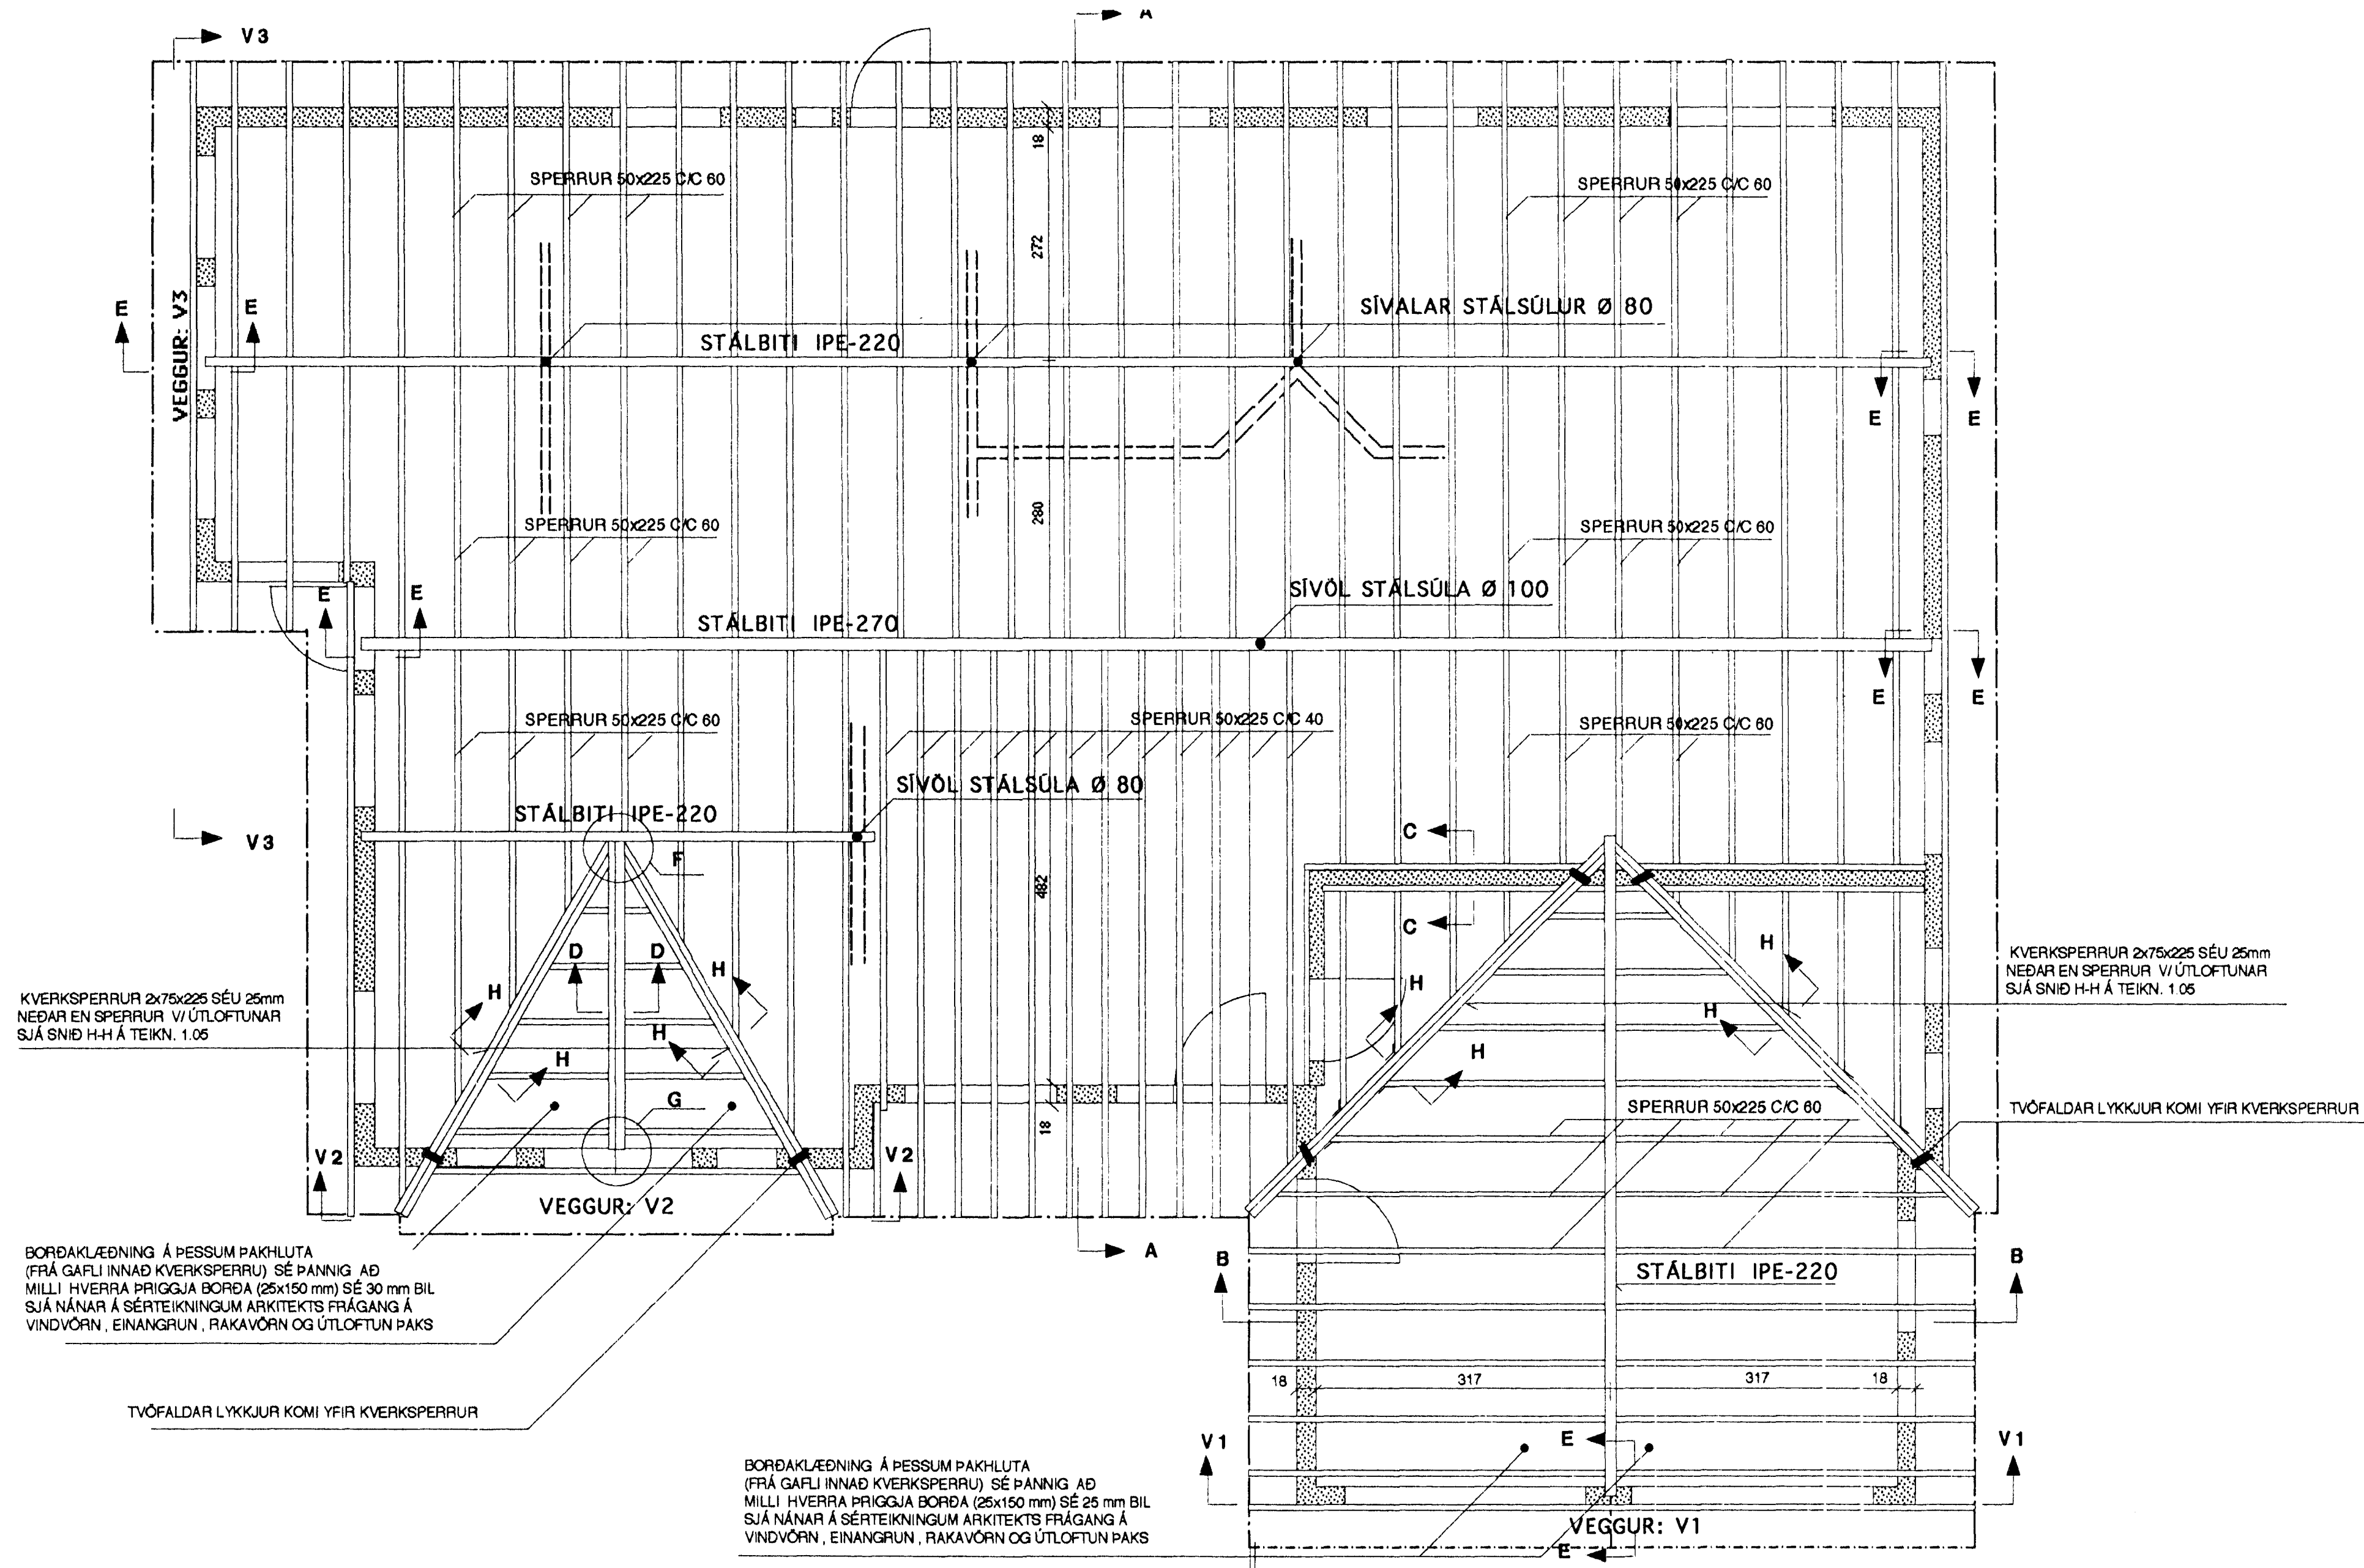 A
V3
18
SPERRUR 50x225 C/C 60
SPERRUR 50x225 C/C 60
272
E
E
VEGGUR: V3
SÍVALAR STÁLSÚLUR Ø 80
STÁLBITI IPE-220
E
E
280
SPERRUR 50x225 C/C 60
SPERRUR 50x225 C/C 60
E
E
SÍVÖL STÁLSÚLA Ø 100
STÁLBITI IPE-270
E
E
SPERRUR 50x225 C/C 60
SPERRUR 50x225 C/C 40
SPERRUR 50x225 C/C 60
SÍVÖL STÁLSÚLA Ø 80
STÁLBITI IPE-220
V3
F
C
482
C
D
D
H
H
H
H
KVERKSPERRUR 2x75x225 SÉU 25mm
NEÐAR EN SPERRUR V/ ÚTLOFTUNAR
SJÁ SNIÐ H-H Á TEIKN. 1.05
KVERKSPERRUR 2x75x225 SÉU 25mm
NEÐAR EN SPERRUR V/ ÚTLOFTUNAR
SJÁ SNIÐ H-H Á TEIKN. 1.05
H
H
H
H
G
18
SPERRUR 50x225 C/C 60
TVÖFALDAR LYKKJUR KOMI YFIR KVERKSPERRUR
V2
V2
VEGGUR: V2
A
BORÐAKLÆÐNING Á ÞESSUM ÞAKHLUTA
(FRÁ GAFLI INNAÐ KVERKSPERRU) SÉ ÞANNIG AÐ
MILLI HVERRA ÞRIGGJA BORÐA (25x150 mm) SÉ 30 mm BIL
SJÁ NÁNAR Á SÉRTEIKNINGUM ARKITEKTS FRÁGANG Á
VINDVÖRN, EINANGRUN, RAKAVÖRN OG ÚTLOFTUN ÞAKS
B
B
STÁLBITI IPE-220
18
317
317
18
TVÖFALDAR LYKKJUR KOMI YFIR KVERKSPERRUR
V1
E
V1
BORÐAKLÆÐNING Á ÞESSUM ÞAKHLUTA
(FRÁ GAFLI INNAÐ KVERKSPERRU) SÉ ÞANNIG AÐ
MILLI HVERRA ÞRIGGJA BORÐA (25x150 mm) SÉ 25 mm BIL
SJÁ NÁNAR Á SÉRTEIKNINGUM ARKITEKTS FRÁGANG Á
VINDVÖRN, EINANGRUN, RAKAVÖRN OG ÚTLOFTUN ÞAKS
VEGGUR: V1
E